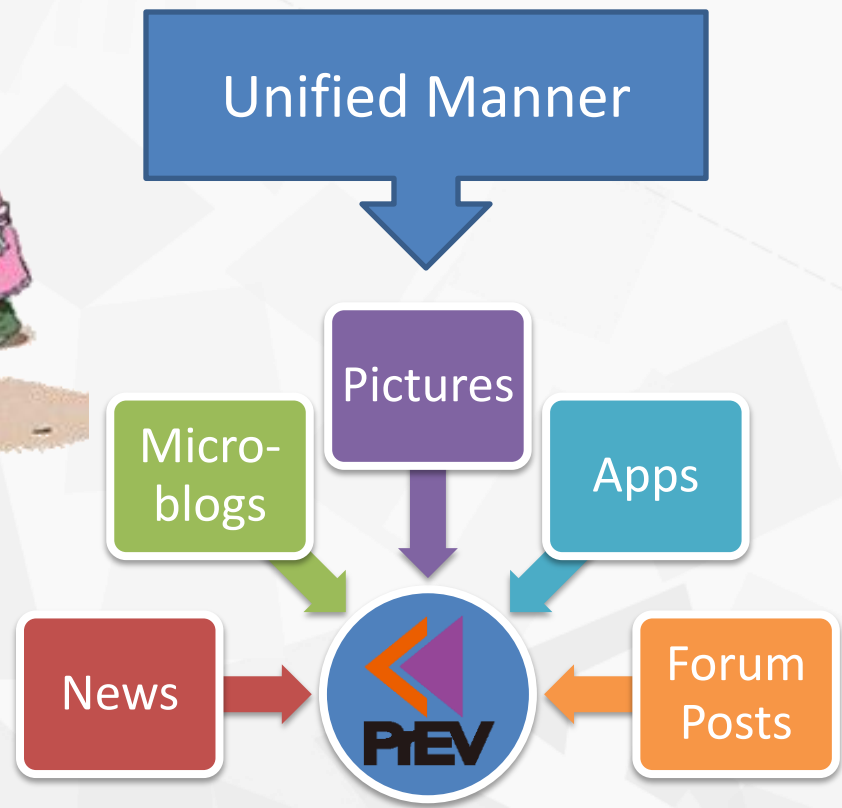 Unified Manner
Pictures
Micro-
blogs
Apps
News
Forum
Posts
PrEV